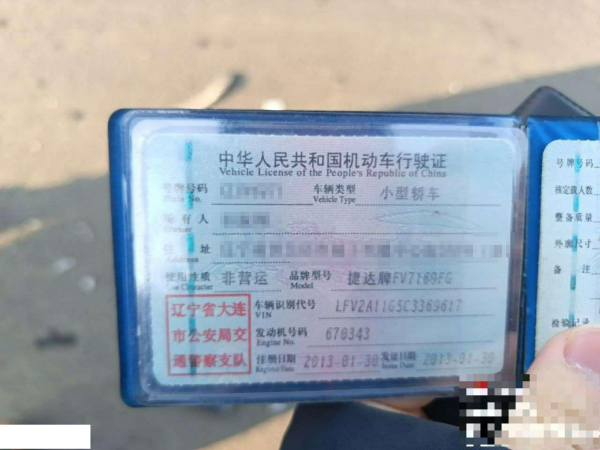 中华人民共和国机动车行驶证
Vehicle License of the People's Republic of China
号牌号码
Plate No.
车辆类型 小型轿车
Vehicle Type
所有人
Owner
住址
Address
使用性质 非营运 品牌型号 捷达牌FV7160FG
Use Character Model
辽宁省大连
市公安局交
通警察支队
车辆识别代号 LFV2A11G5C3369617
VIN
发动机号码 670343
Engine No.
注册日期 2013-01-30 发证日期 2013-01-30
Register Date Issue Date
号牌号码
核定载人数
整备质量
外廓尺寸
备注
检验记录